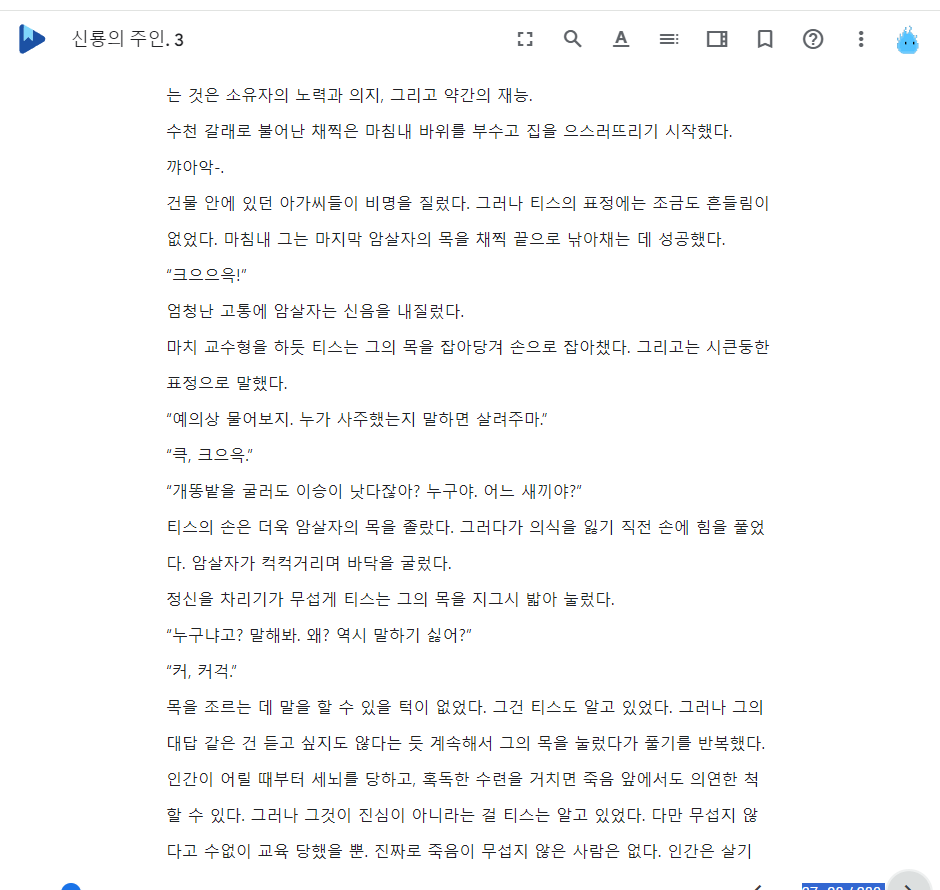 신룡의 주인. 3
는 것은 소유자의 노력과 의지, 그리고 약간의 재능.
수천 갈래로 불어난 채찍은 마침내 바위를 부수고 집을 으스러뜨리기 시작했다.
꺄아악-.
건물 안에 있던 아가씨들이 비명을 질렀다. 그러나 티스의 표정에는 조금도 흔들림이
없었다. 마침내 그는 마지막 암살자의 목을 채찍 끝으로 낚아채는 데 성공했다.
“크으으윽!”
엄청난 고통에 암살자는 신음을 내질렀다.
마치 교수형을 하듯 티스는 그의 목을 잡아당겨 손으로 잡아챘다. 그리고는 시큰둥한
표정으로 말했다.
“예의상 물어보지. 누가 사주했는지 말하면 살려주마.”
“큭, 크으윽.”
“개똥밭을 굴러도 이승이 낫다잖아? 누구야. 어느 새끼야?”
티스의 손은 더욱 암살자의 목을 졸랐다. 그러다가 의식을 잃기 직전 손에 힘을 풀었
다. 암살자가 컥컥거리며 바닥을 굴렀다.
정신을 차리기가 무섭게 티스는 그의 목을 지그시 밟아 눌렀다.
“누구냐고? 말해봐. 왜? 역시 말하기 싫어?”
“커, 커걱.”
목을 조르는 데 말을 할 수 있을 턱이 없었다. 그건 티스도 알고 있었다. 그러나 그의
대답 같은 건 듣고 싶지도 않다는 듯 계속해서 그의 목을 눌렀다가 풀기를 반복했다.
인간이 어릴 때부터 세뇌를 당하고, 혹독한 수련을 거치면 죽음 앞에서도 의연한 척
할 수 있다. 그러나 그것이 진심이 아니라는 걸 티스는 알고 있었다. 다만 무섭지 않
다고 수없이 교육 당했을 뿐. 진짜로 죽음이 무섭지 않은 사람은 없다. 인간은 살기